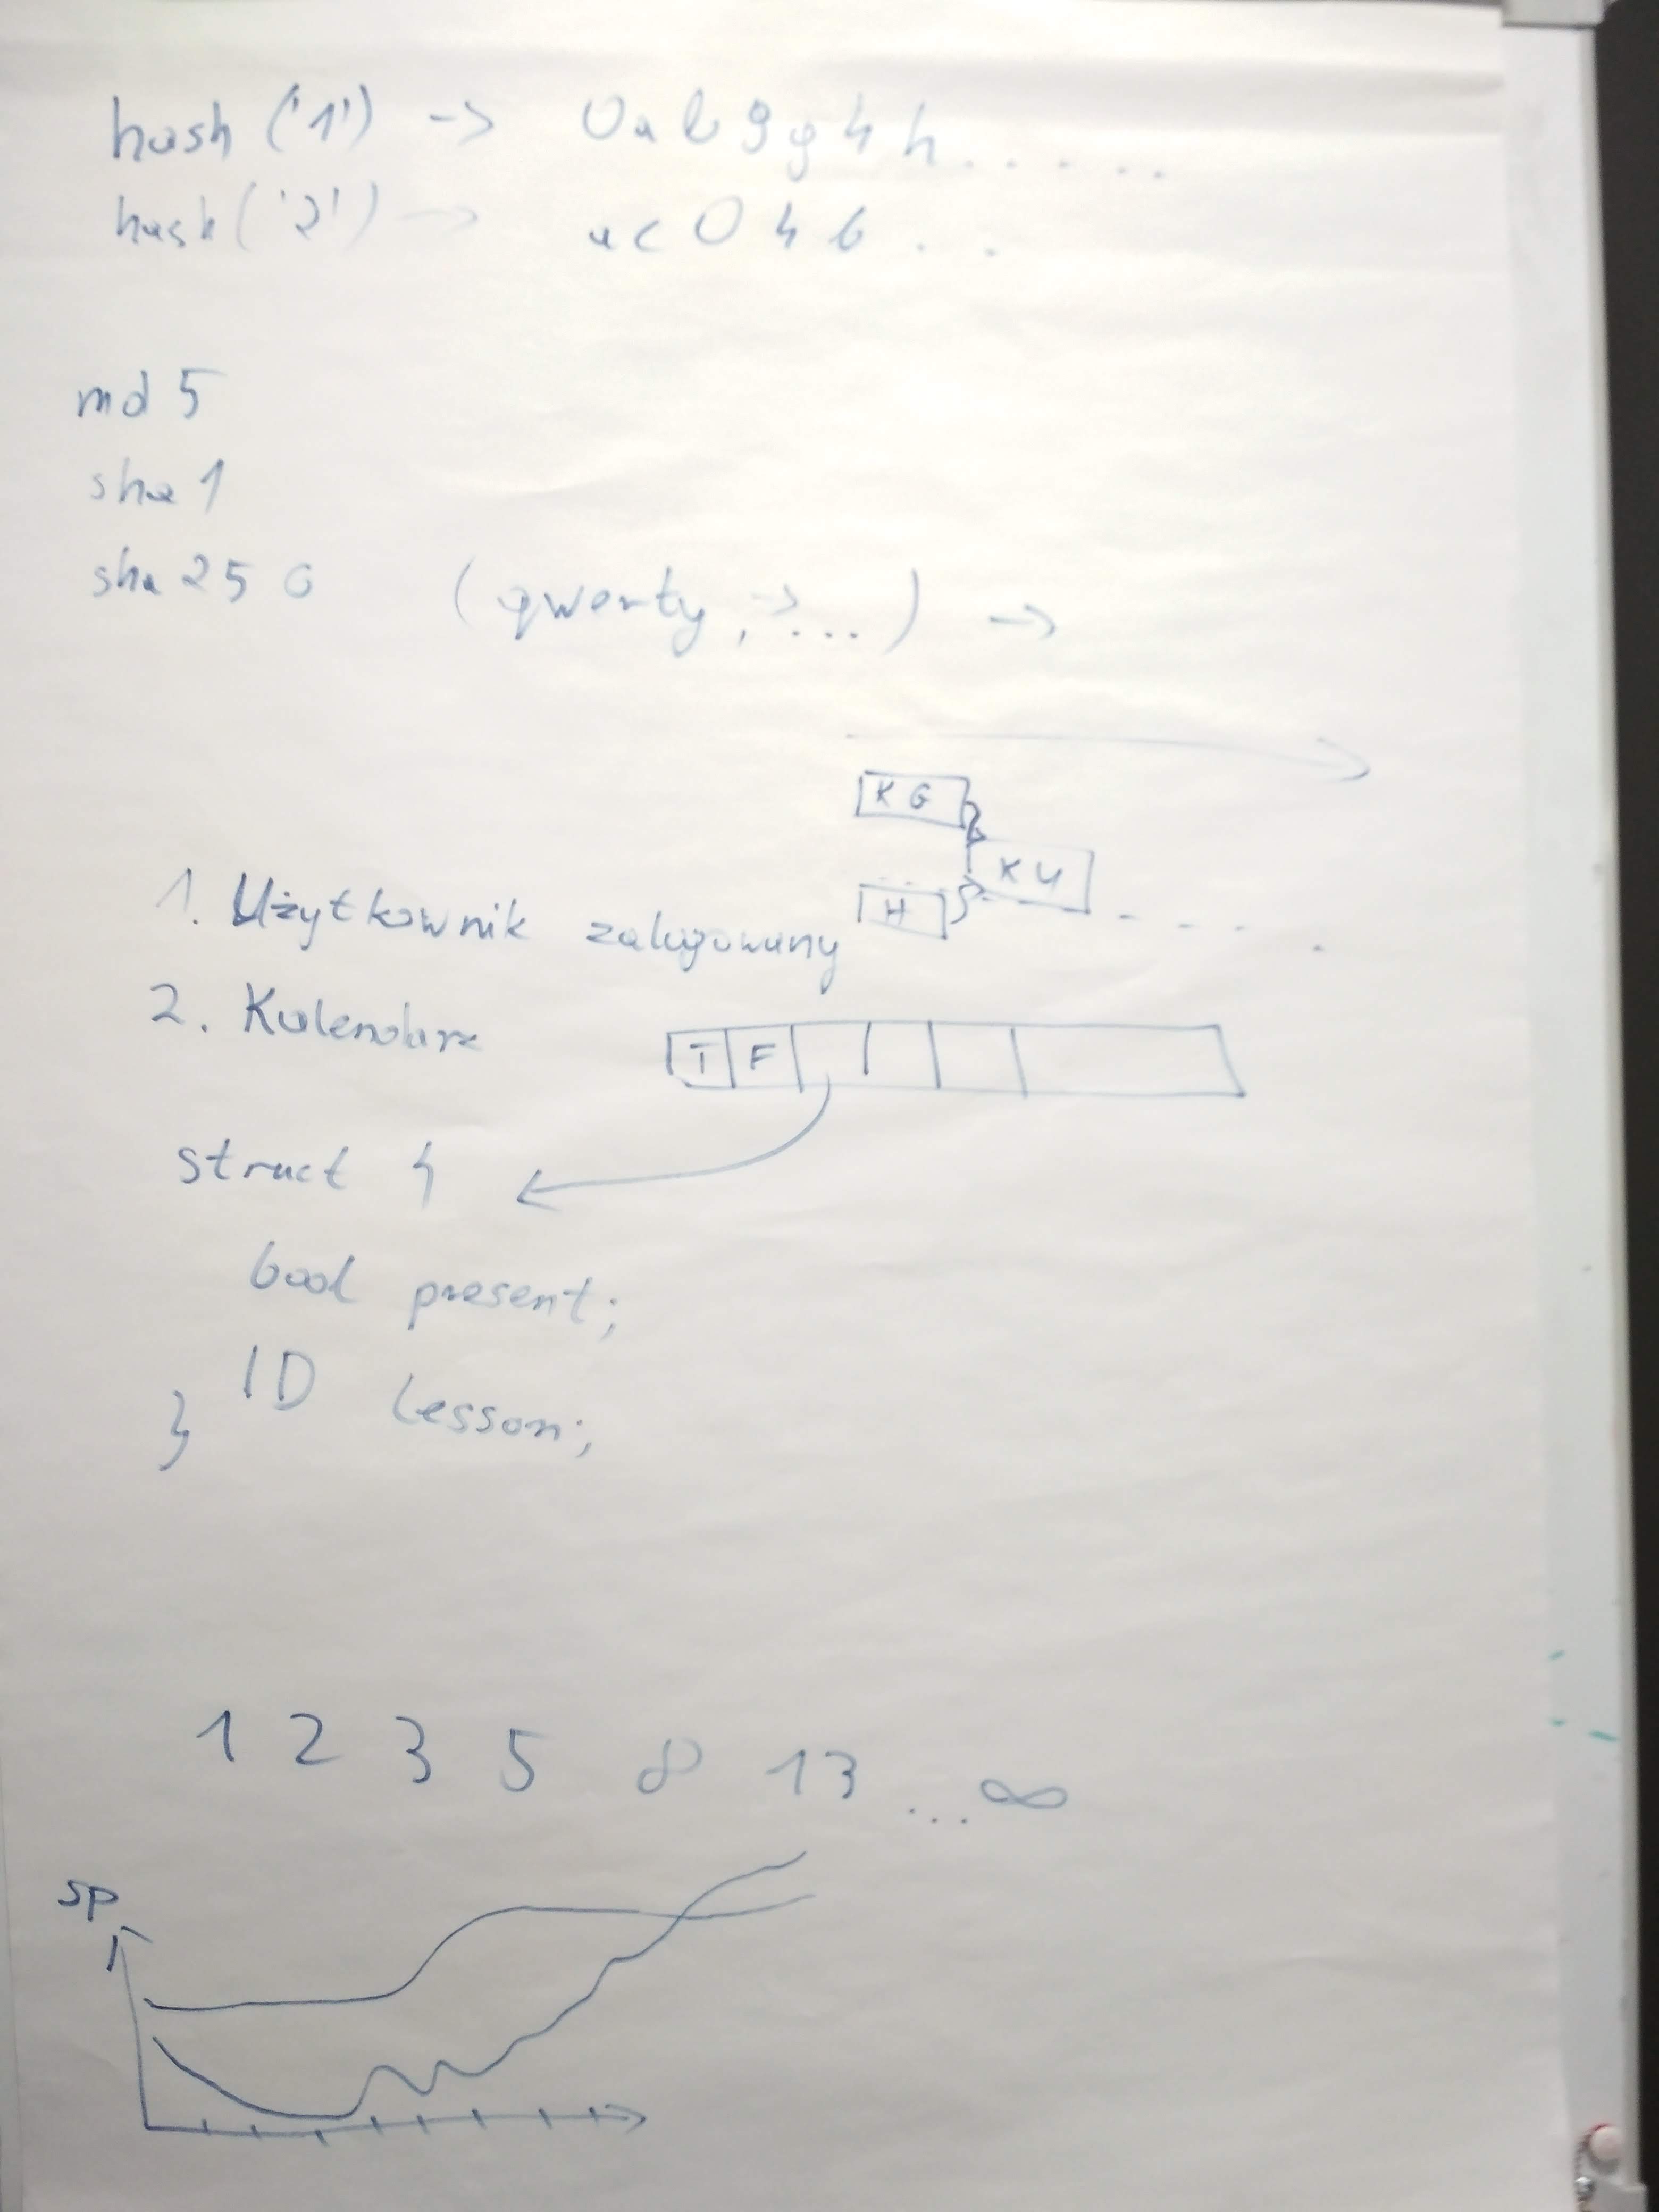 hash ('1') -> 0ab9g4h.....
hash ('2') -> ac046...
md5
sha1
sha256 (qwerty, ->...) ->
KG
KU
H
1. Użytkownik zalogowany
2. Kalendarz
T F
struct {
bool present;
ID Lesson;
}
1 2 3 5 8 13 ... ∞
SP